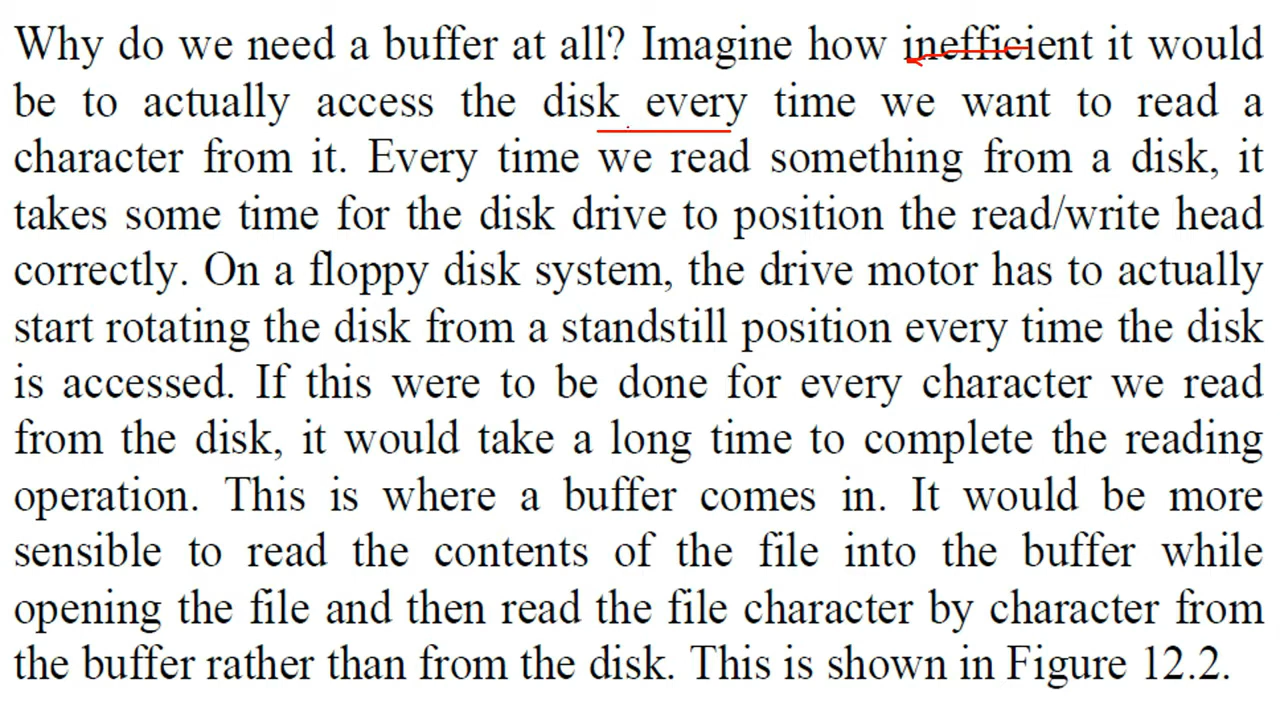 Why do we need a buffer at all? Imagine how inefficient it would
be to actually access the disk every time we want to read a
character from it. Every time we read something from a disk, it
takes some time for the disk drive to position the read/write head
correctly. On a floppy disk system, the drive motor has to actually
start rotating the disk from a standstill position every time the disk
is accessed. If this were to be done for every character we read
from the disk, it would take a long time to complete the reading
operation. This is where a buffer comes in. It would be more
sensible to read the contents of the file into the buffer while
opening the file and then read the file character by character from
the buffer rather than from the disk. This is shown in Figure 12.2.